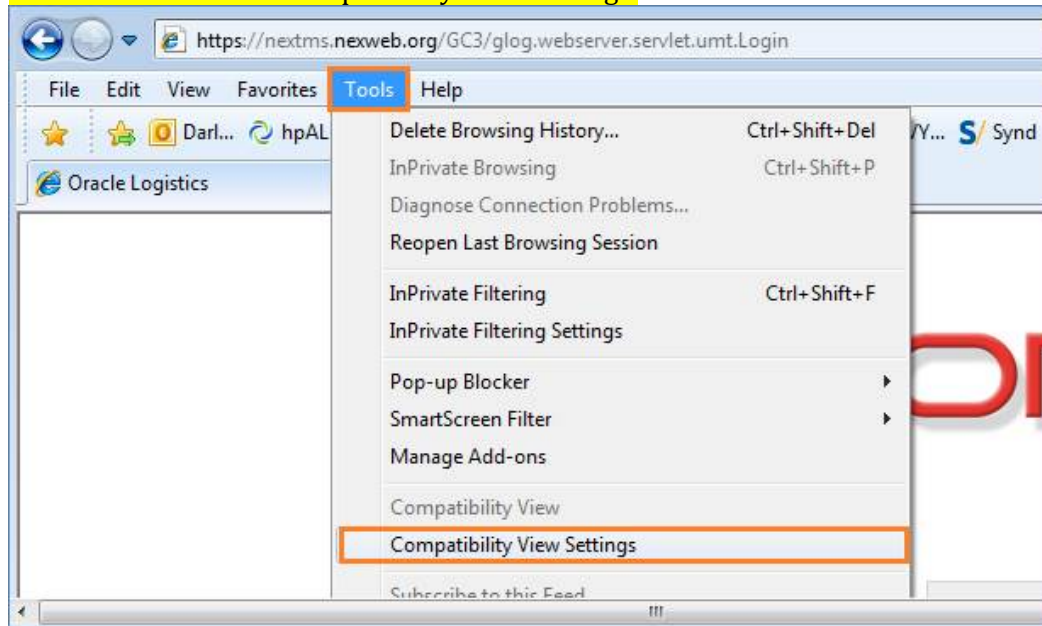 https://nextms.nexweb.org/GC3/glog.webserver.servlet.umt.Login
File Edit View Favorites Tools Help
Darl... hpAL /Y... S/ Synd
Delete Browsing History... Ctrl+Shift+Del
InPrivate Browsing Ctrl+Shift+P
Oracle Logistics
Diagnose Connection Problems...
Reopen Last Browsing Session
InPrivate Filtering Ctrl+Shift+F
InPrivate Filtering Settings
Pop-up Blocker
SmartScreen Filter
Manage Add-ons
Compatibility View
Compatibility View Settings
Subscribe to this Feed